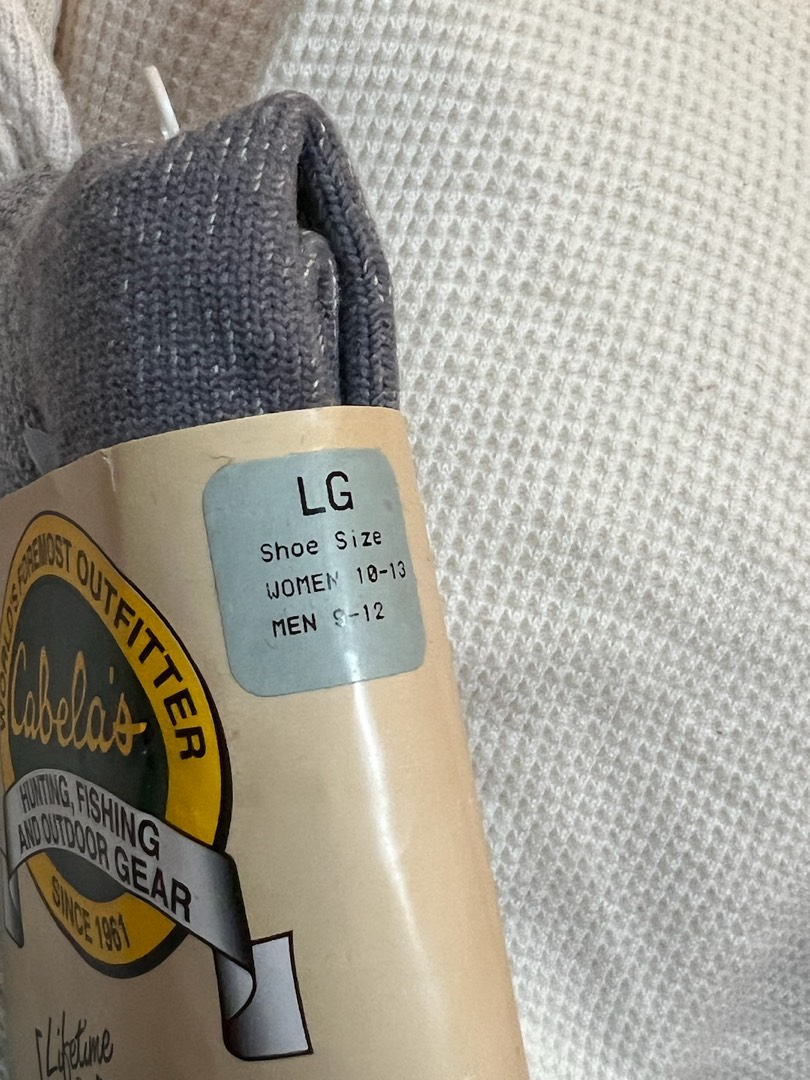 LG
Shoe Size
WOMEN 10-13
MEN 9-12
WORLD'S FOREMOST OUTFITTER
Cabela's
HUNTING, FISHING
AND OUTDOOR GEAR
SINCE 1961
Lifetime